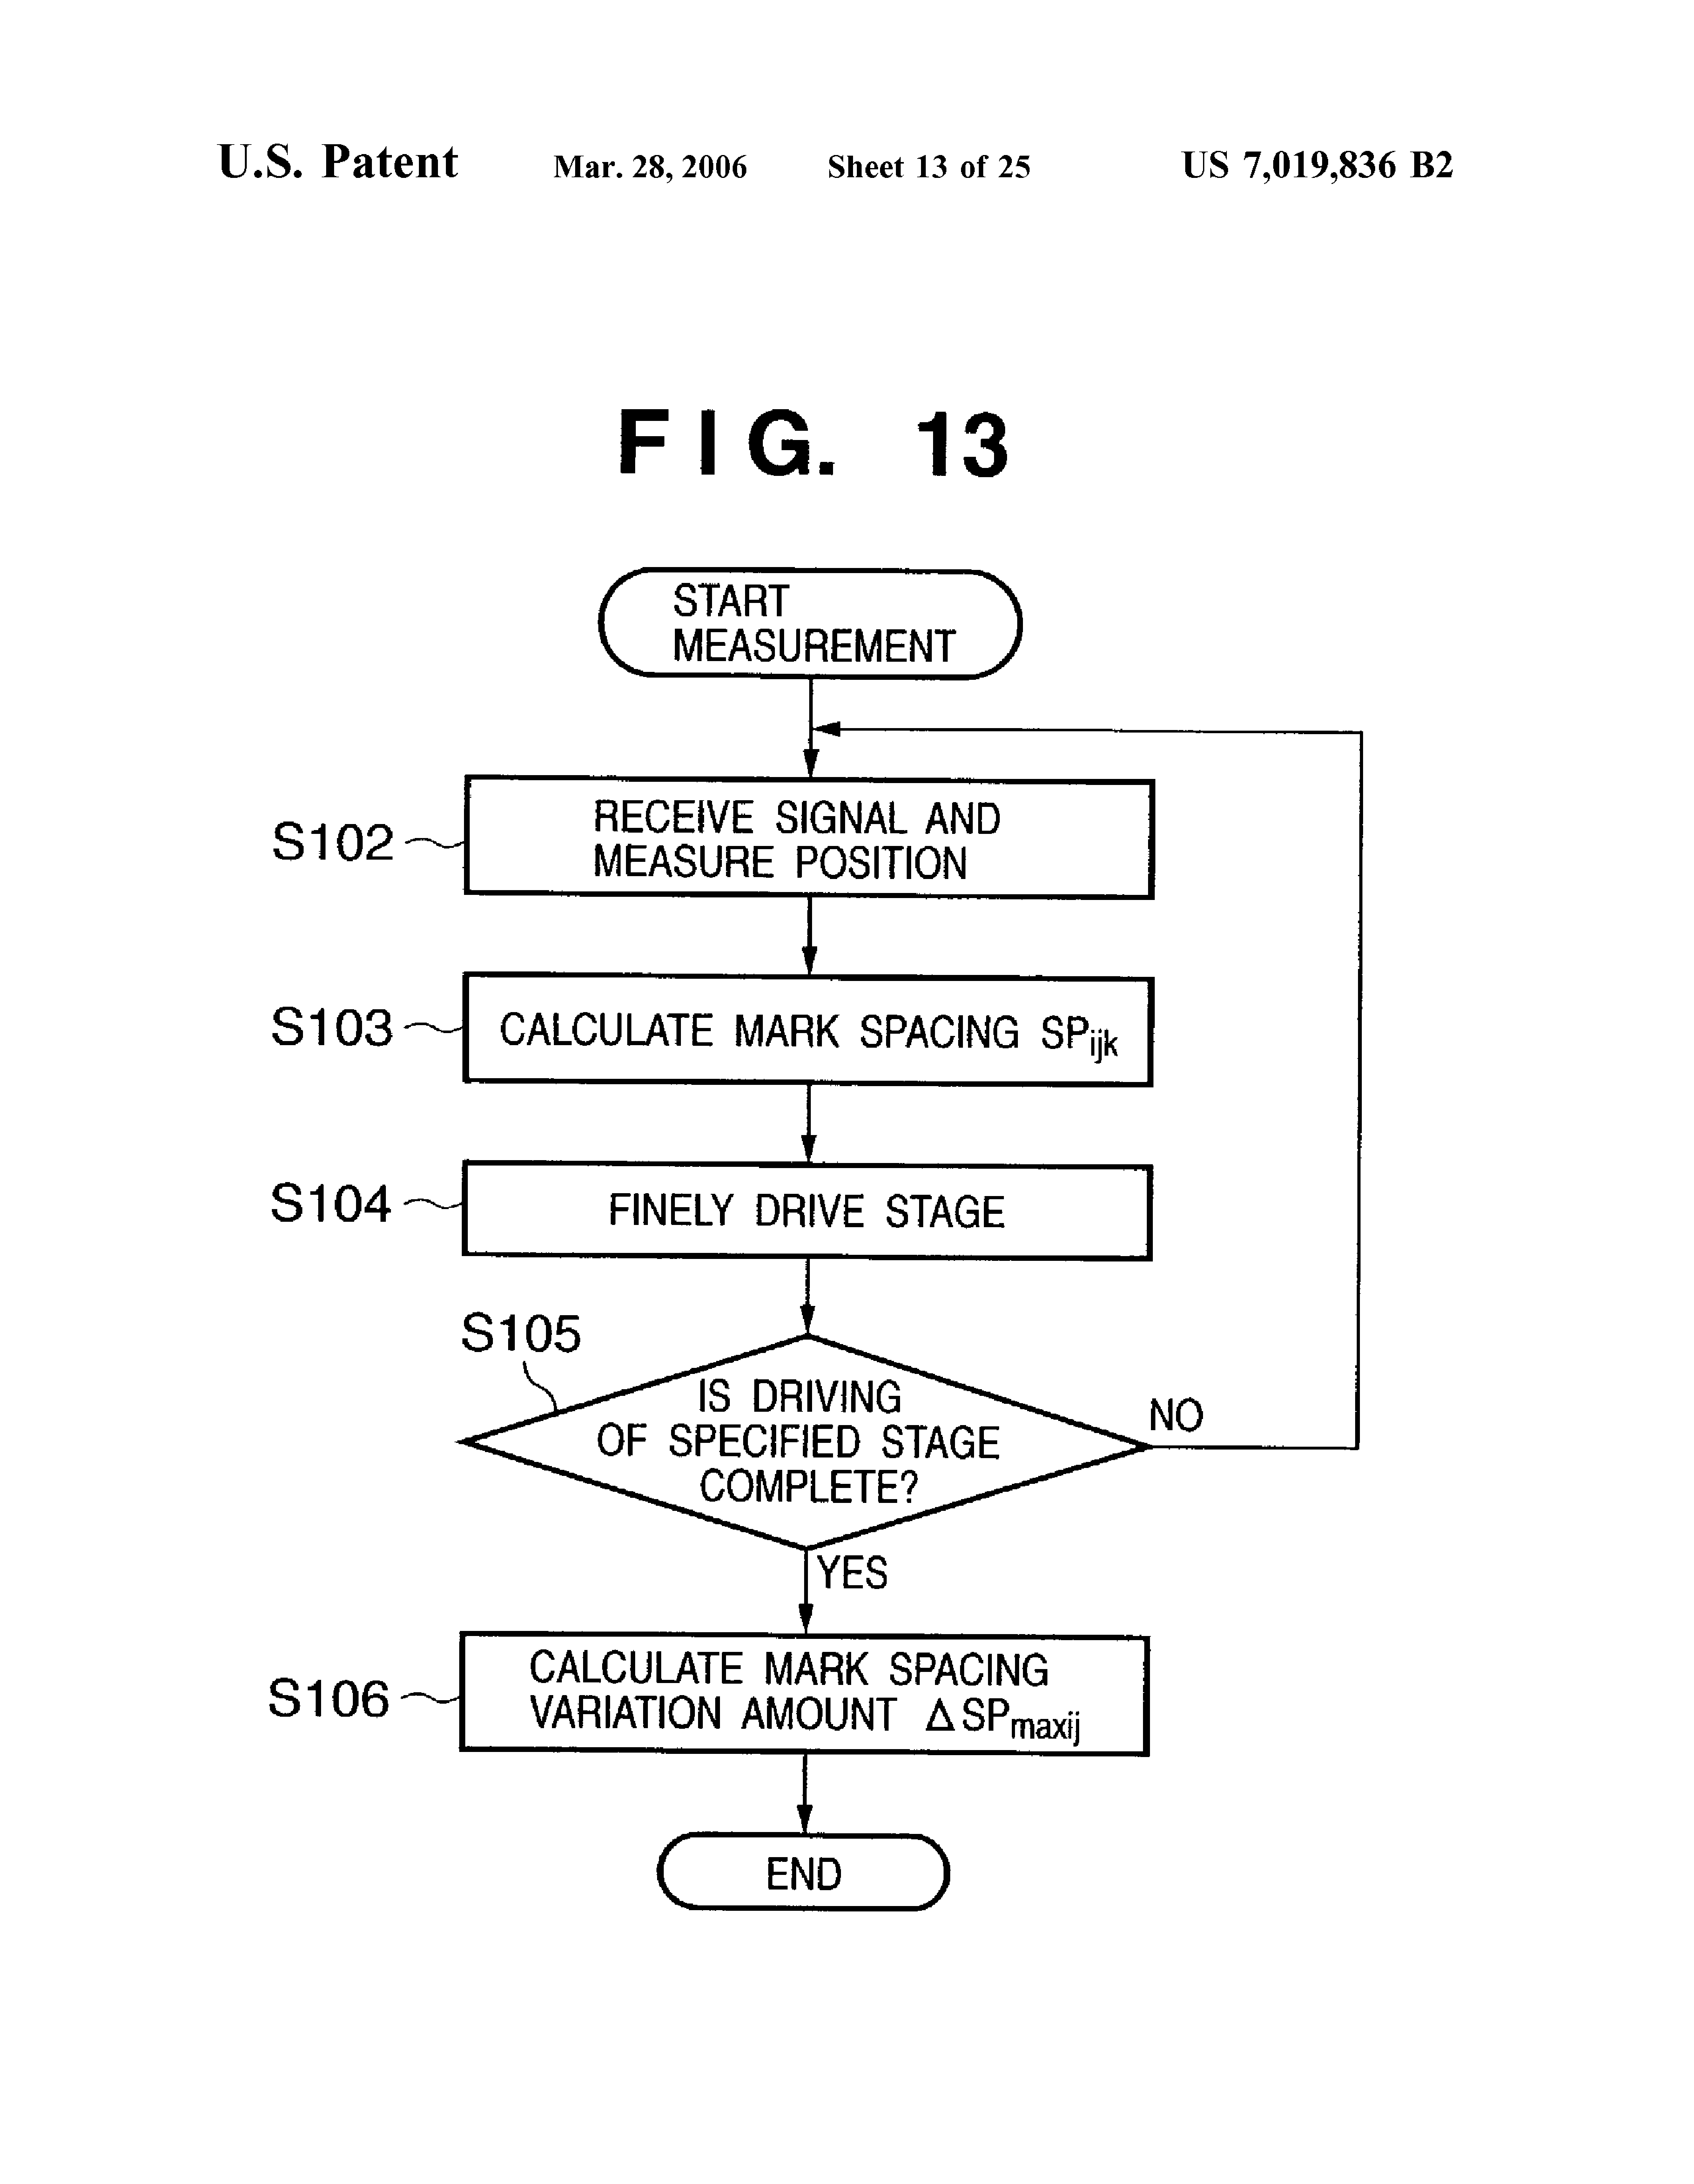 U.S. Patent Mar. 28, 2006 Sheet 13 of 25 US 7,019,836 B2
FIG. 13
START
MEASUREMENT
S102
RECEIVE SIGNAL AND
MEASURE POSITION
S103
CALCULATE MARK SPACING SPijk
S104
FINELY DRIVE STAGE
S105
IS DRIVING
OF SPECIFIED STAGE
COMPLETE?
NO
YES
S106
CALCULATE MARK SPACING
VARIATION AMOUNT ΔSPmaxij
END